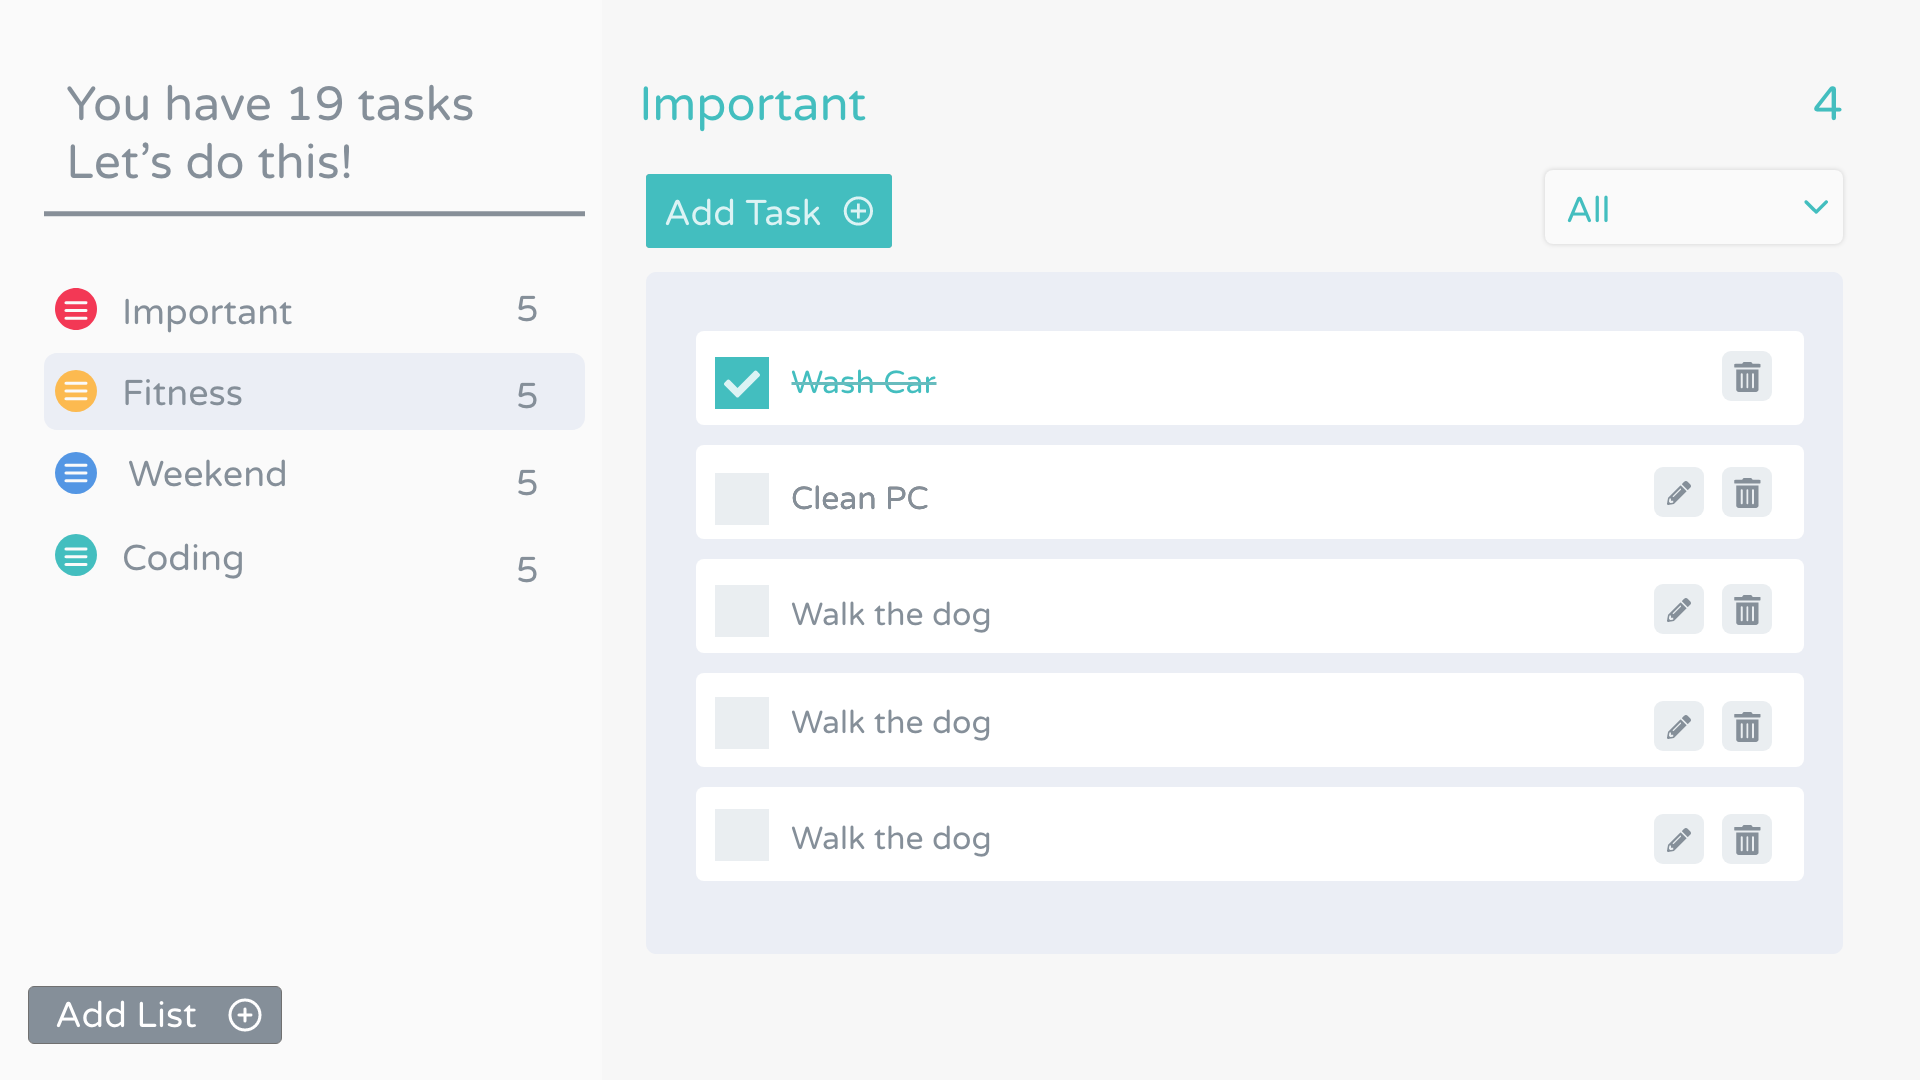 You have 19 tasks
Let’s do this!
Important 5
Fitness 5
Weekend 5
Coding 5
Add List
Important 4
Add Task All
Wash Car
Clean PC
Walk the dog
Walk the dog
Walk the dog